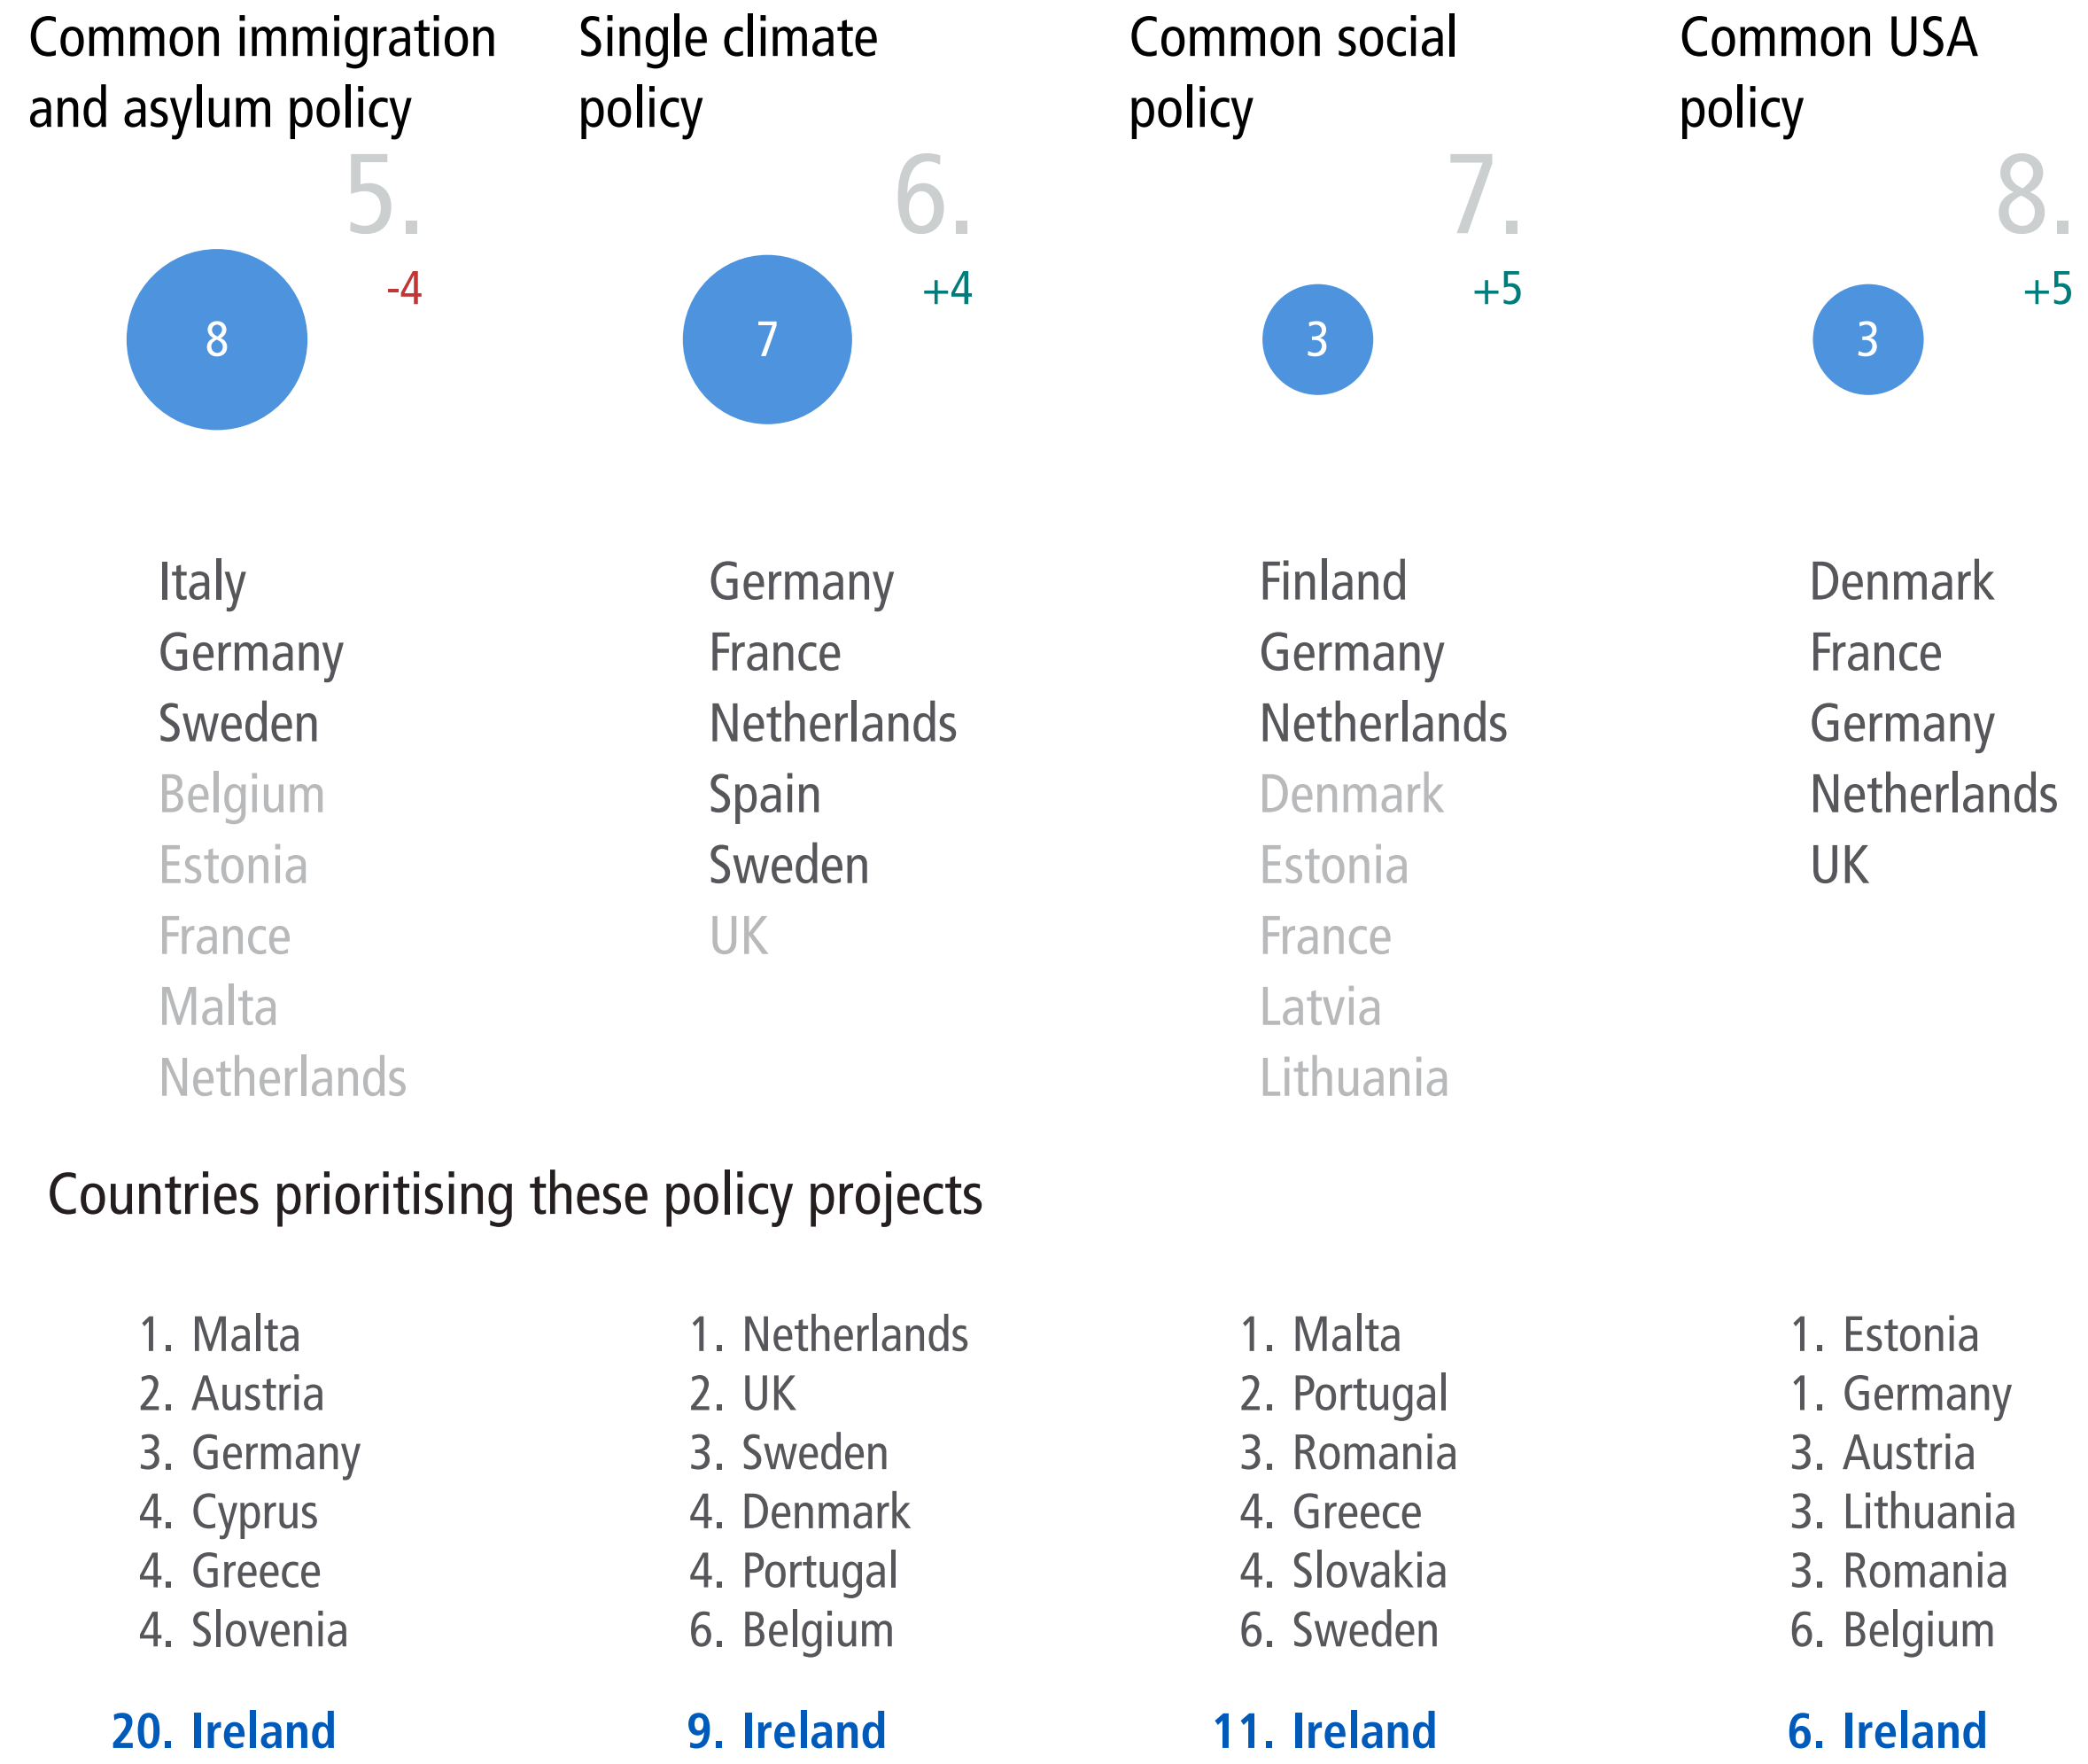 Common immigration
and asylum policy
5.
-4
8
Italy
Germany
Sweden
Belgium
Estonia
France
Malta
Netherlands
Single climate
policy
6.
+4
7
Germany
France
Netherlands
Spain
Sweden
UK
Common social
policy
7.
+5
3
Finland
Germany
Netherlands
Denmark
Estonia
France
Latvia
Lithuania
Common USA
policy
8.
+5
3
Denmark
France
Germany
Netherlands
UK
Countries prioritising these policy projects
1. Malta
2. Austria
3. Germany
4. Cyprus
4. Greece
4. Slovenia
20. Ireland
1. Netherlands
2. UK
3. Sweden
4. Denmark
4. Portugal
6. Belgium
9. Ireland
1. Malta
2. Portugal
3. Romania
4. Greece
4. Slovakia
6. Sweden
11. Ireland
1. Estonia
1. Germany
3. Austria
3. Lithuania
3. Romania
6. Belgium
6. Ireland